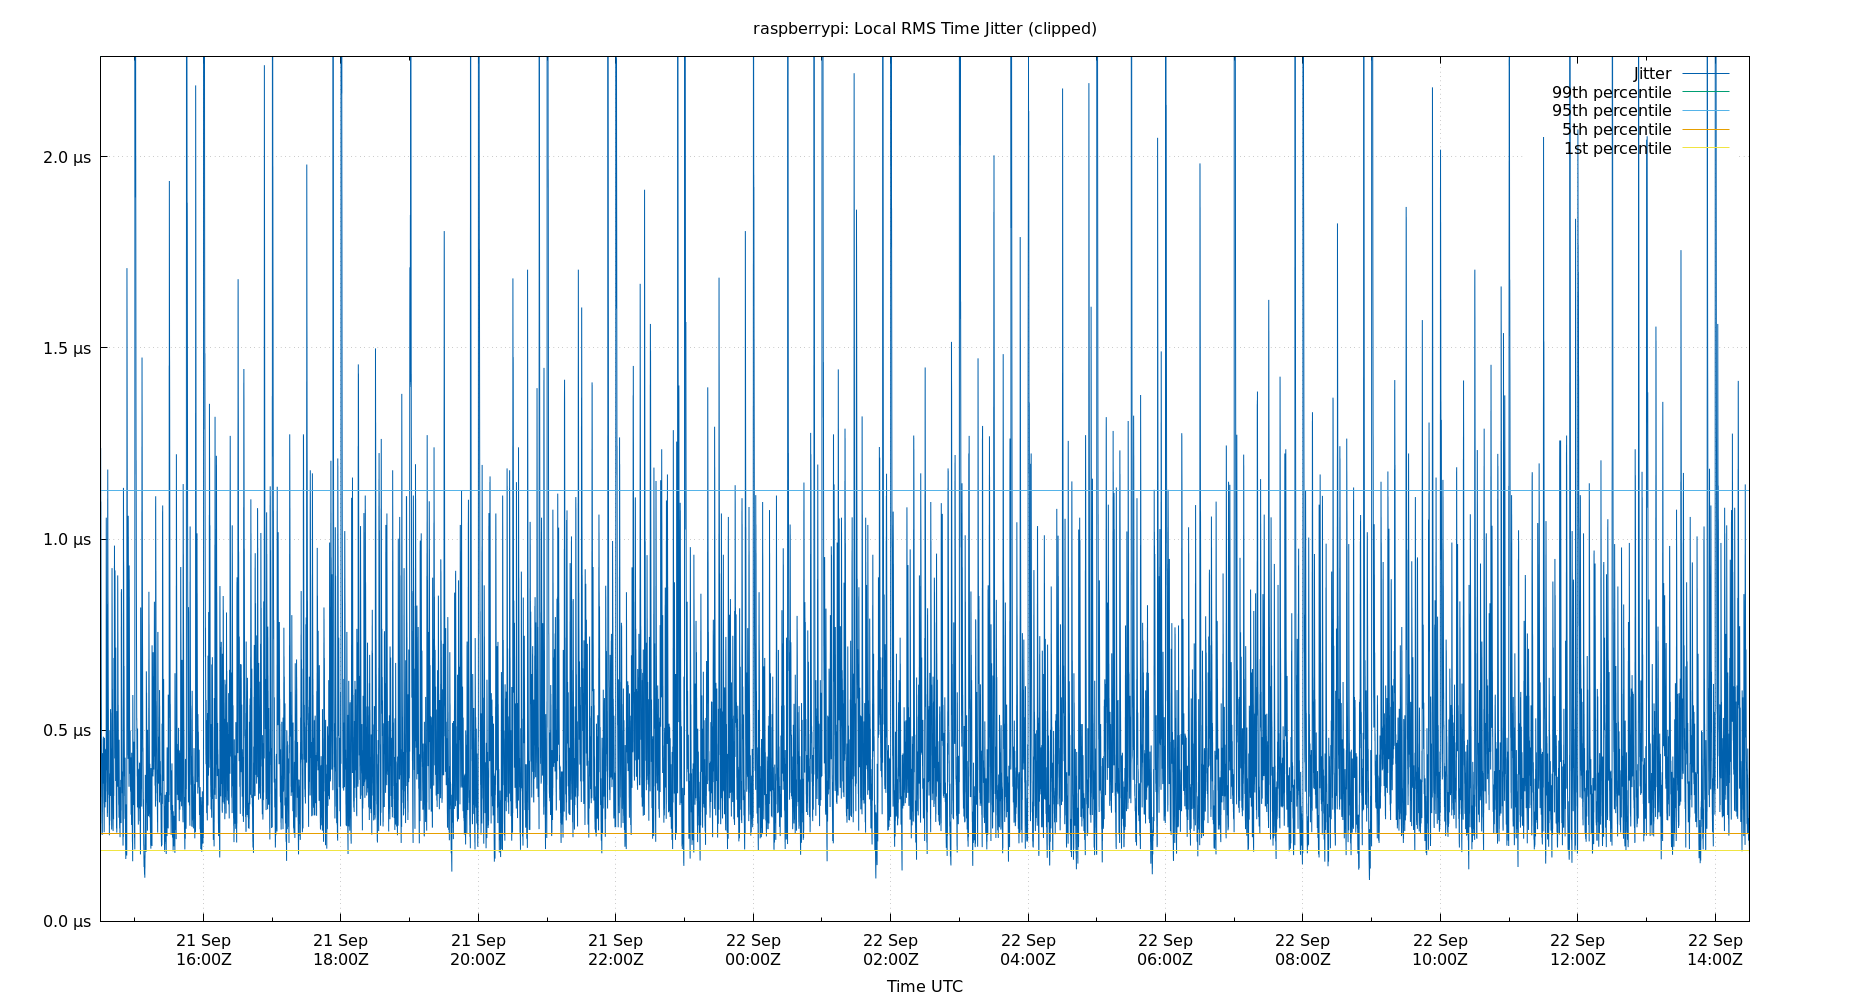 raspberrypi: Local RMS Time Jitter (clipped)
Jitter
99th percentile
95th percentile
5th percentile
1st percentile
2.0 µs
1.5 µs
1.0 µs
0.5 µs
0.0 µs
21 Sep 21 Sep 21 Sep 21 Sep 22 Sep 22 Sep 22 Sep 22 Sep 22 Sep 22 Sep 22 Sep 22 Sep
16:00Z 18:00Z 20:00Z 22:00Z 00:00Z 02:00Z 04:00Z 06:00Z 08:00Z 10:00Z 12:00Z 14:00Z
Time UTC